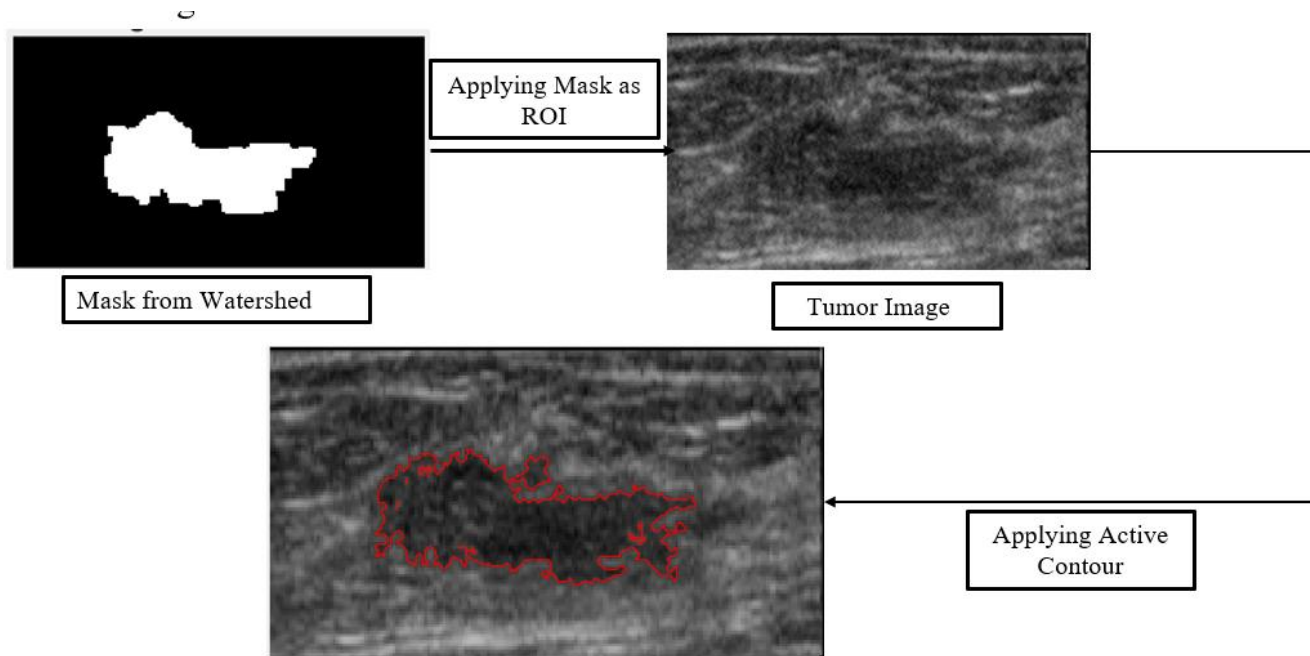 Applying Mask as
ROI
Mask from Watershed
Tumor Image
Applying Active
Contour